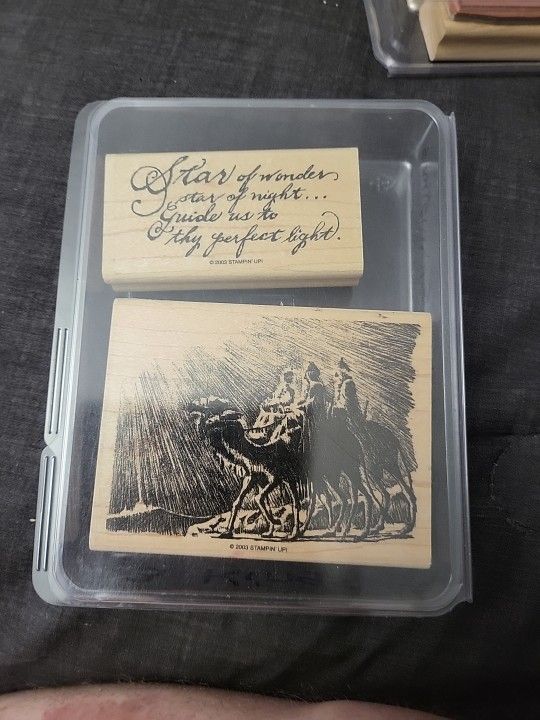 Star of wonder
star of night...
Guide us to
thy perfect light.
© 2003 STAMPIN' UP!
© 2003 STAMPIN' UP!